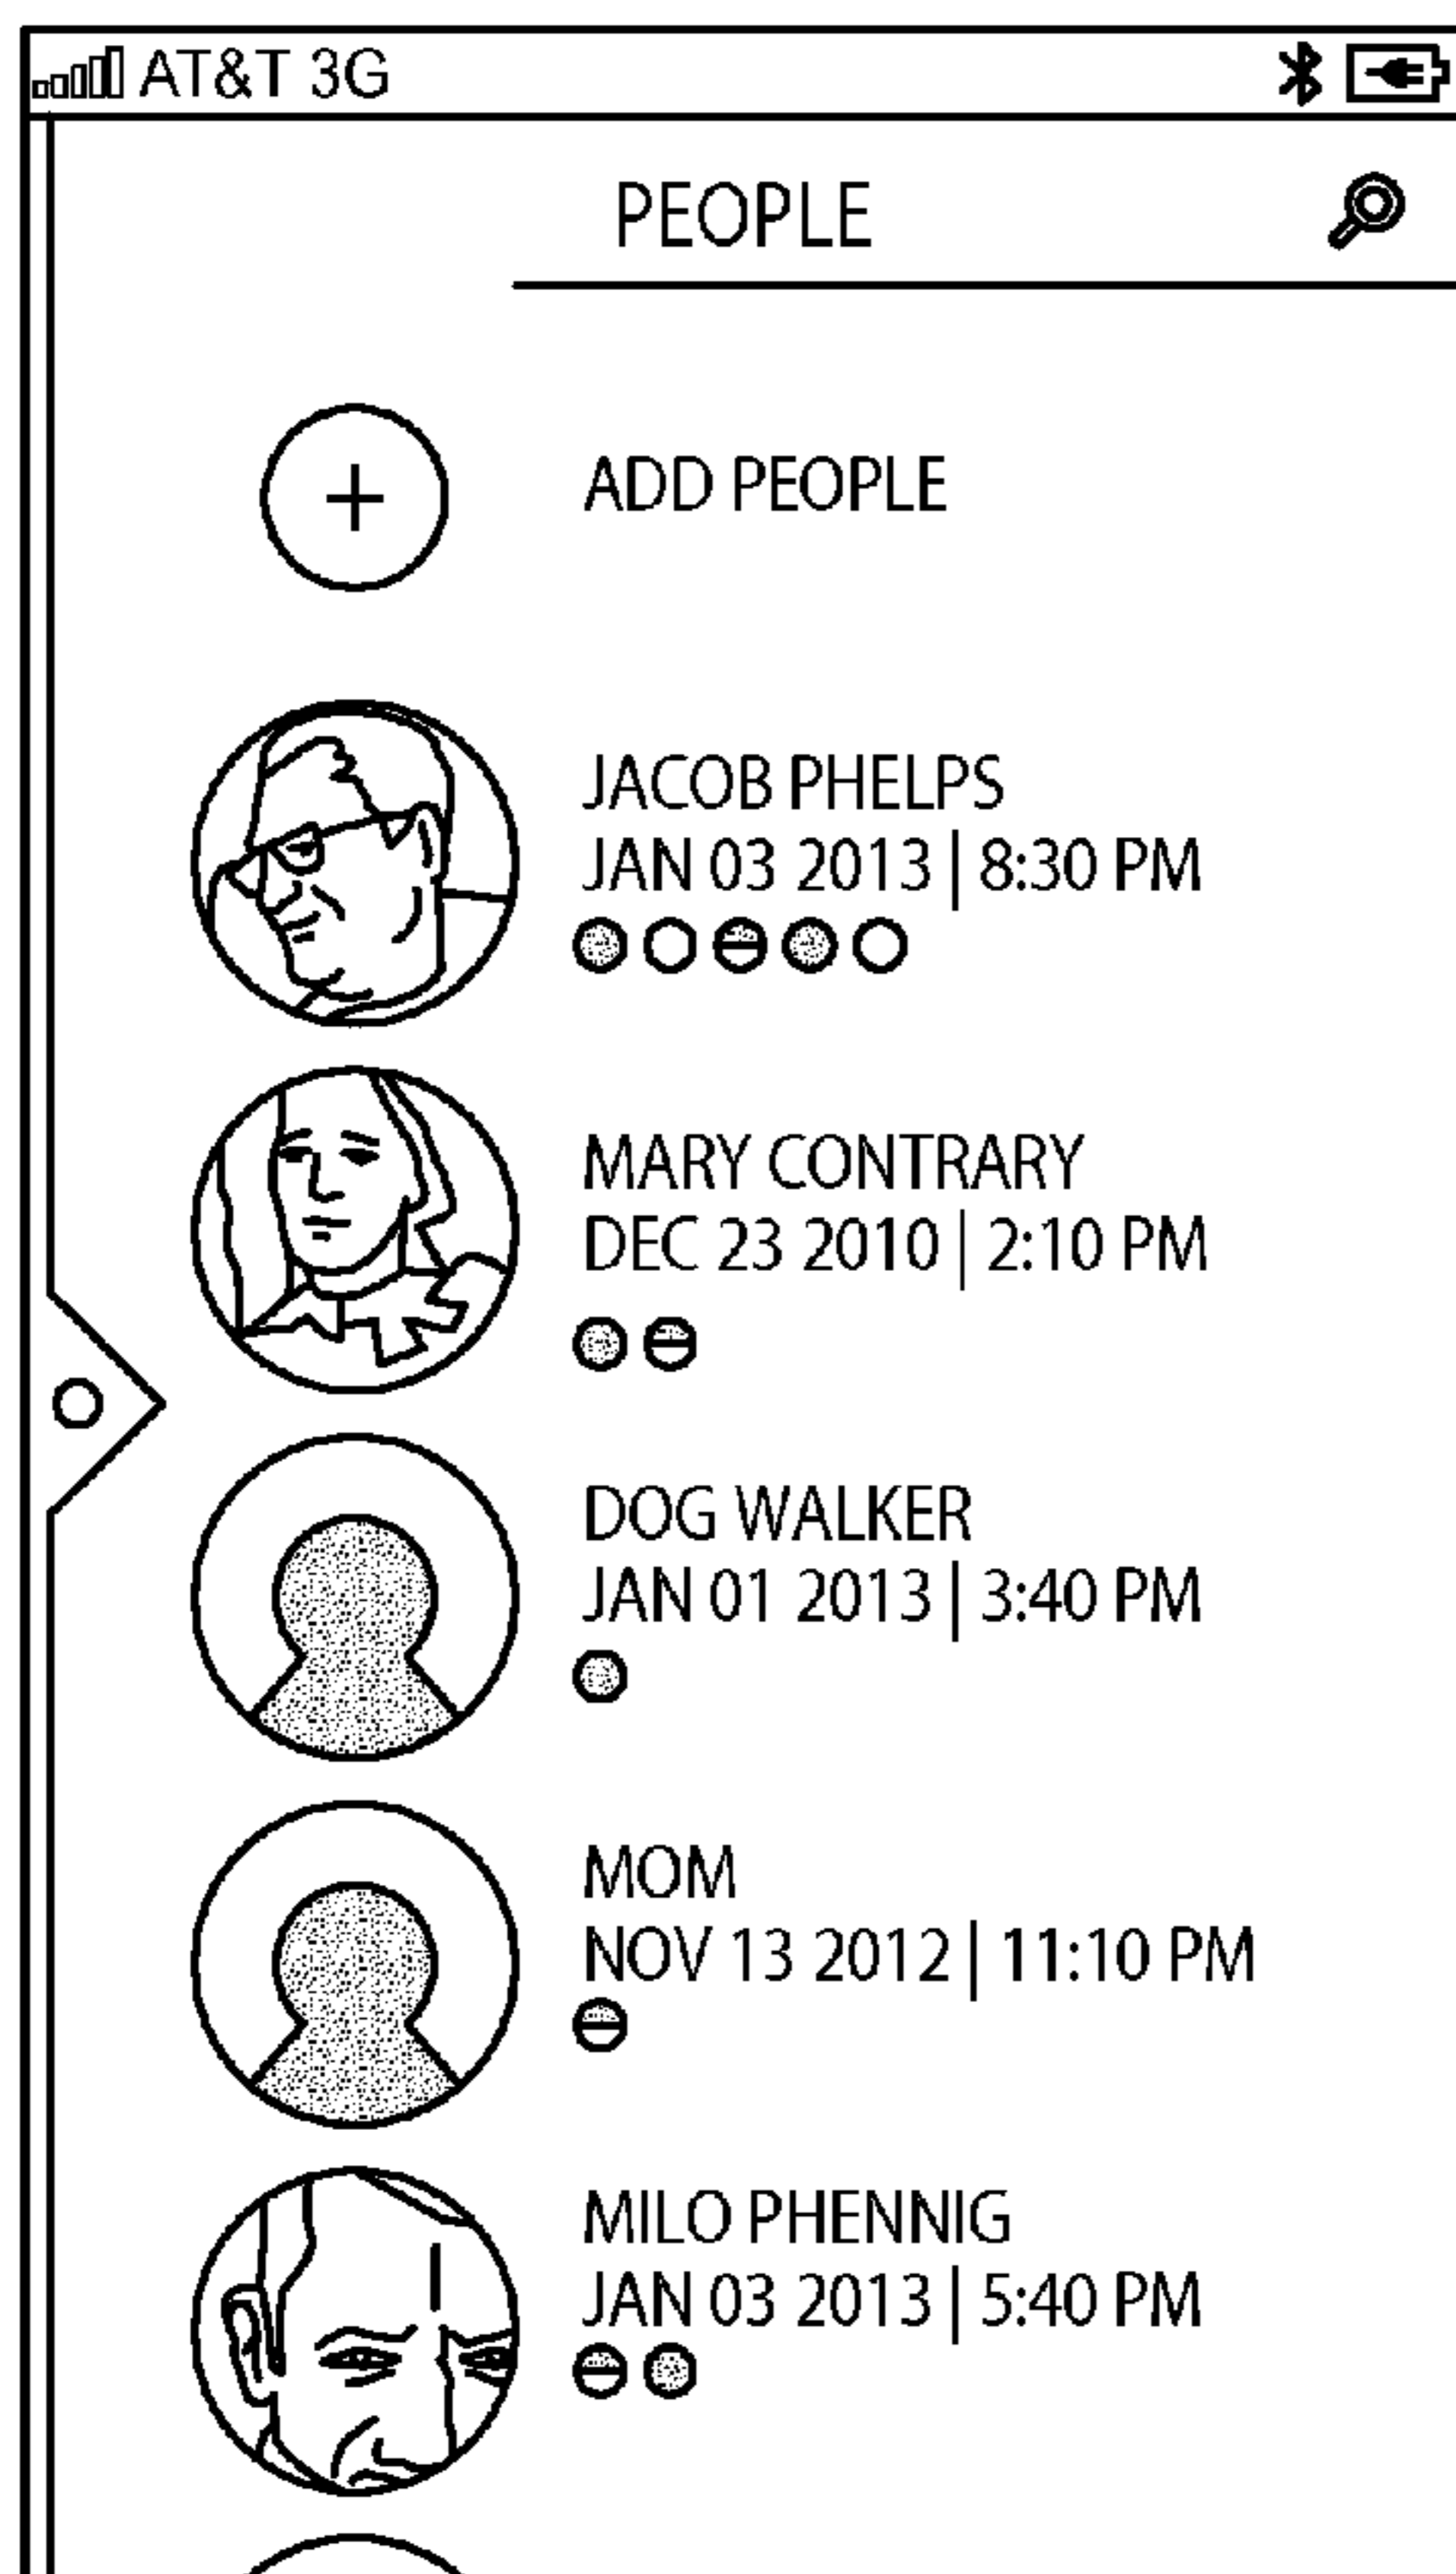 AT&T 3G
PEOPLE
ADD PEOPLE
JACOB PHELPS
JAN 03 2013 | 8:30 PM
MARY CONTRARY
DEC 23 2010 | 2:10 PM
DOG WALKER
JAN 01 2013 | 3:40 PM
MOM
NOV 13 2012 | 11:10 PM
MILO PHENNIG
JAN 03 2013 | 5:40 PM